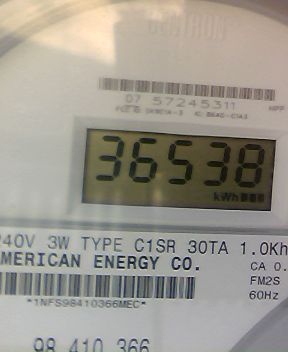 CENTRON
07 57245311
36538
kWh
240V 3W TYPE C1SR 30TA 1.0Kh
AMERICAN ENERGY CO.
CA 0.
FM2S
*1NFS98410366MEC*
60Hz
98 410 366